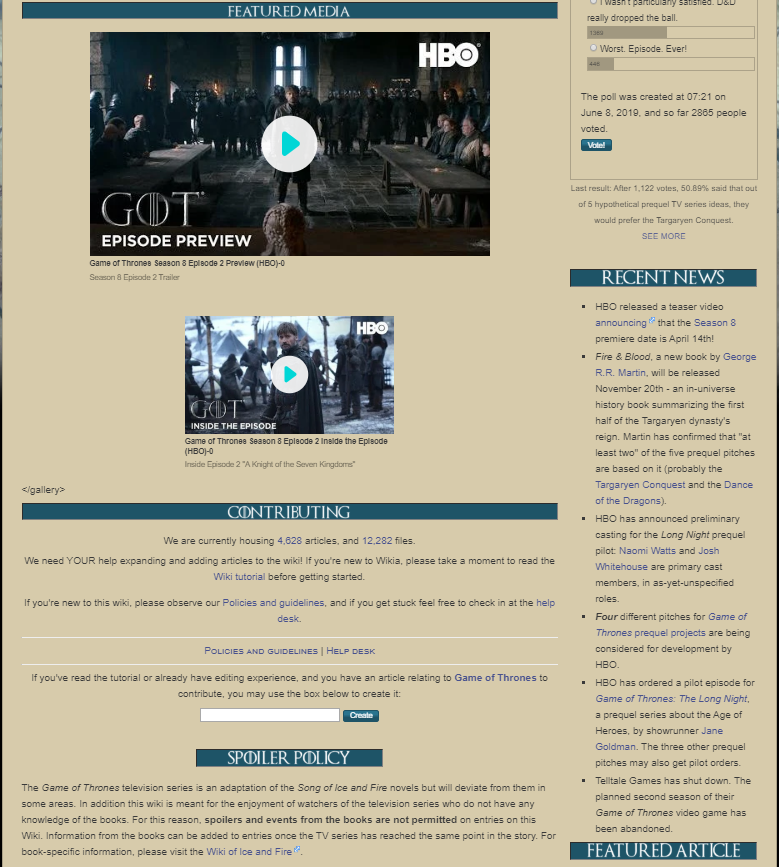 FEATURED MEDIA
HBO
GOT
EPISODE PREVIEW
Game of Thrones Season 8 Episode 2 Preview (HBO)-0
Season 8 Episode 2 Trailer
HBO
GOT
INSIDE THE EPISODE
Game of Thrones Season 8 Episode 2 Inside the Episode
(HBO)-0
Inside Episode 2 "A Knight of the Seven Kingdoms"
</gallery>
CONTRIBUTING
We are currently housing 4,628 articles, and 12,282 files.
We need YOUR help expanding and adding articles to the wiki! If you're new to Wikia, please take a moment to read the
Wiki tutorial before getting started.
If you're new to this wiki, please observe our Policies and guidelines, and if you get stuck feel free to check in at the help
desk.
POLICIES AND GUIDELINES | HELP DESK
If you've read the tutorial or already have editing experience, and you have an article relating to Game of Thrones to
contribute, you may use the box below to create it:
Create
SPOILER POLICY
The Game of Thrones television series is an adaptation of the Song of Ice and Fire novels but will deviate from them in
some areas. In addition this wiki is meant for the enjoyment of watchers of the television series who do not have any
knowledge of the books. For this reason, spoilers and events from the books are not permitted on entries on this
Wiki. Information from the books can be added to entries once the TV series has reached the same point in the story. For
book-specific information, please visit the Wiki of Ice and Fire.
I wasn't particularly satisfied. D&D
really dropped the ball.
1369
Worst. Episode. Ever!
446
The poll was created at 07:21 on
June 8, 2019, and so far 2865 people
voted.
Vote!
Last result: After 1,122 votes, 50.89% said that out
of 5 hypothetical prequel TV series ideas, they
would prefer the Targaryen Conquest.
SEE MORE
RECENT NEWS
HBO released a teaser video
announcing that the Season 8
premiere date is April 14th!
Fire & Blood, a new book by George
R.R. Martin, will be released
November 20th - an in-universe
history book summarizing the first
half of the Targaryen dynasty's
reign. Martin has confirmed that "at
least two" of the five prequel pitches
are based on it (probably the
Targaryen Conquest and the Dance
of the Dragons).
HBO has announced preliminary
casting for the Long Night prequel
pilot: Naomi Watts and Josh
Whitehouse are primary cast
members, in as-yet-unspecified
roles.
Four different pitches for Game of
Thrones prequel projects are being
considered for development by
HBO.
HBO has ordered a pilot episode for
Game of Thrones: The Long Night,
a prequel series about the Age of
Heroes, by showrunner Jane
Goldman. The three other prequel
pitches may also get pilot orders.
Telltale Games has shut down. The
planned second season of their
Game of Thrones video game has
been abandoned.
FEATURED ARTICLE